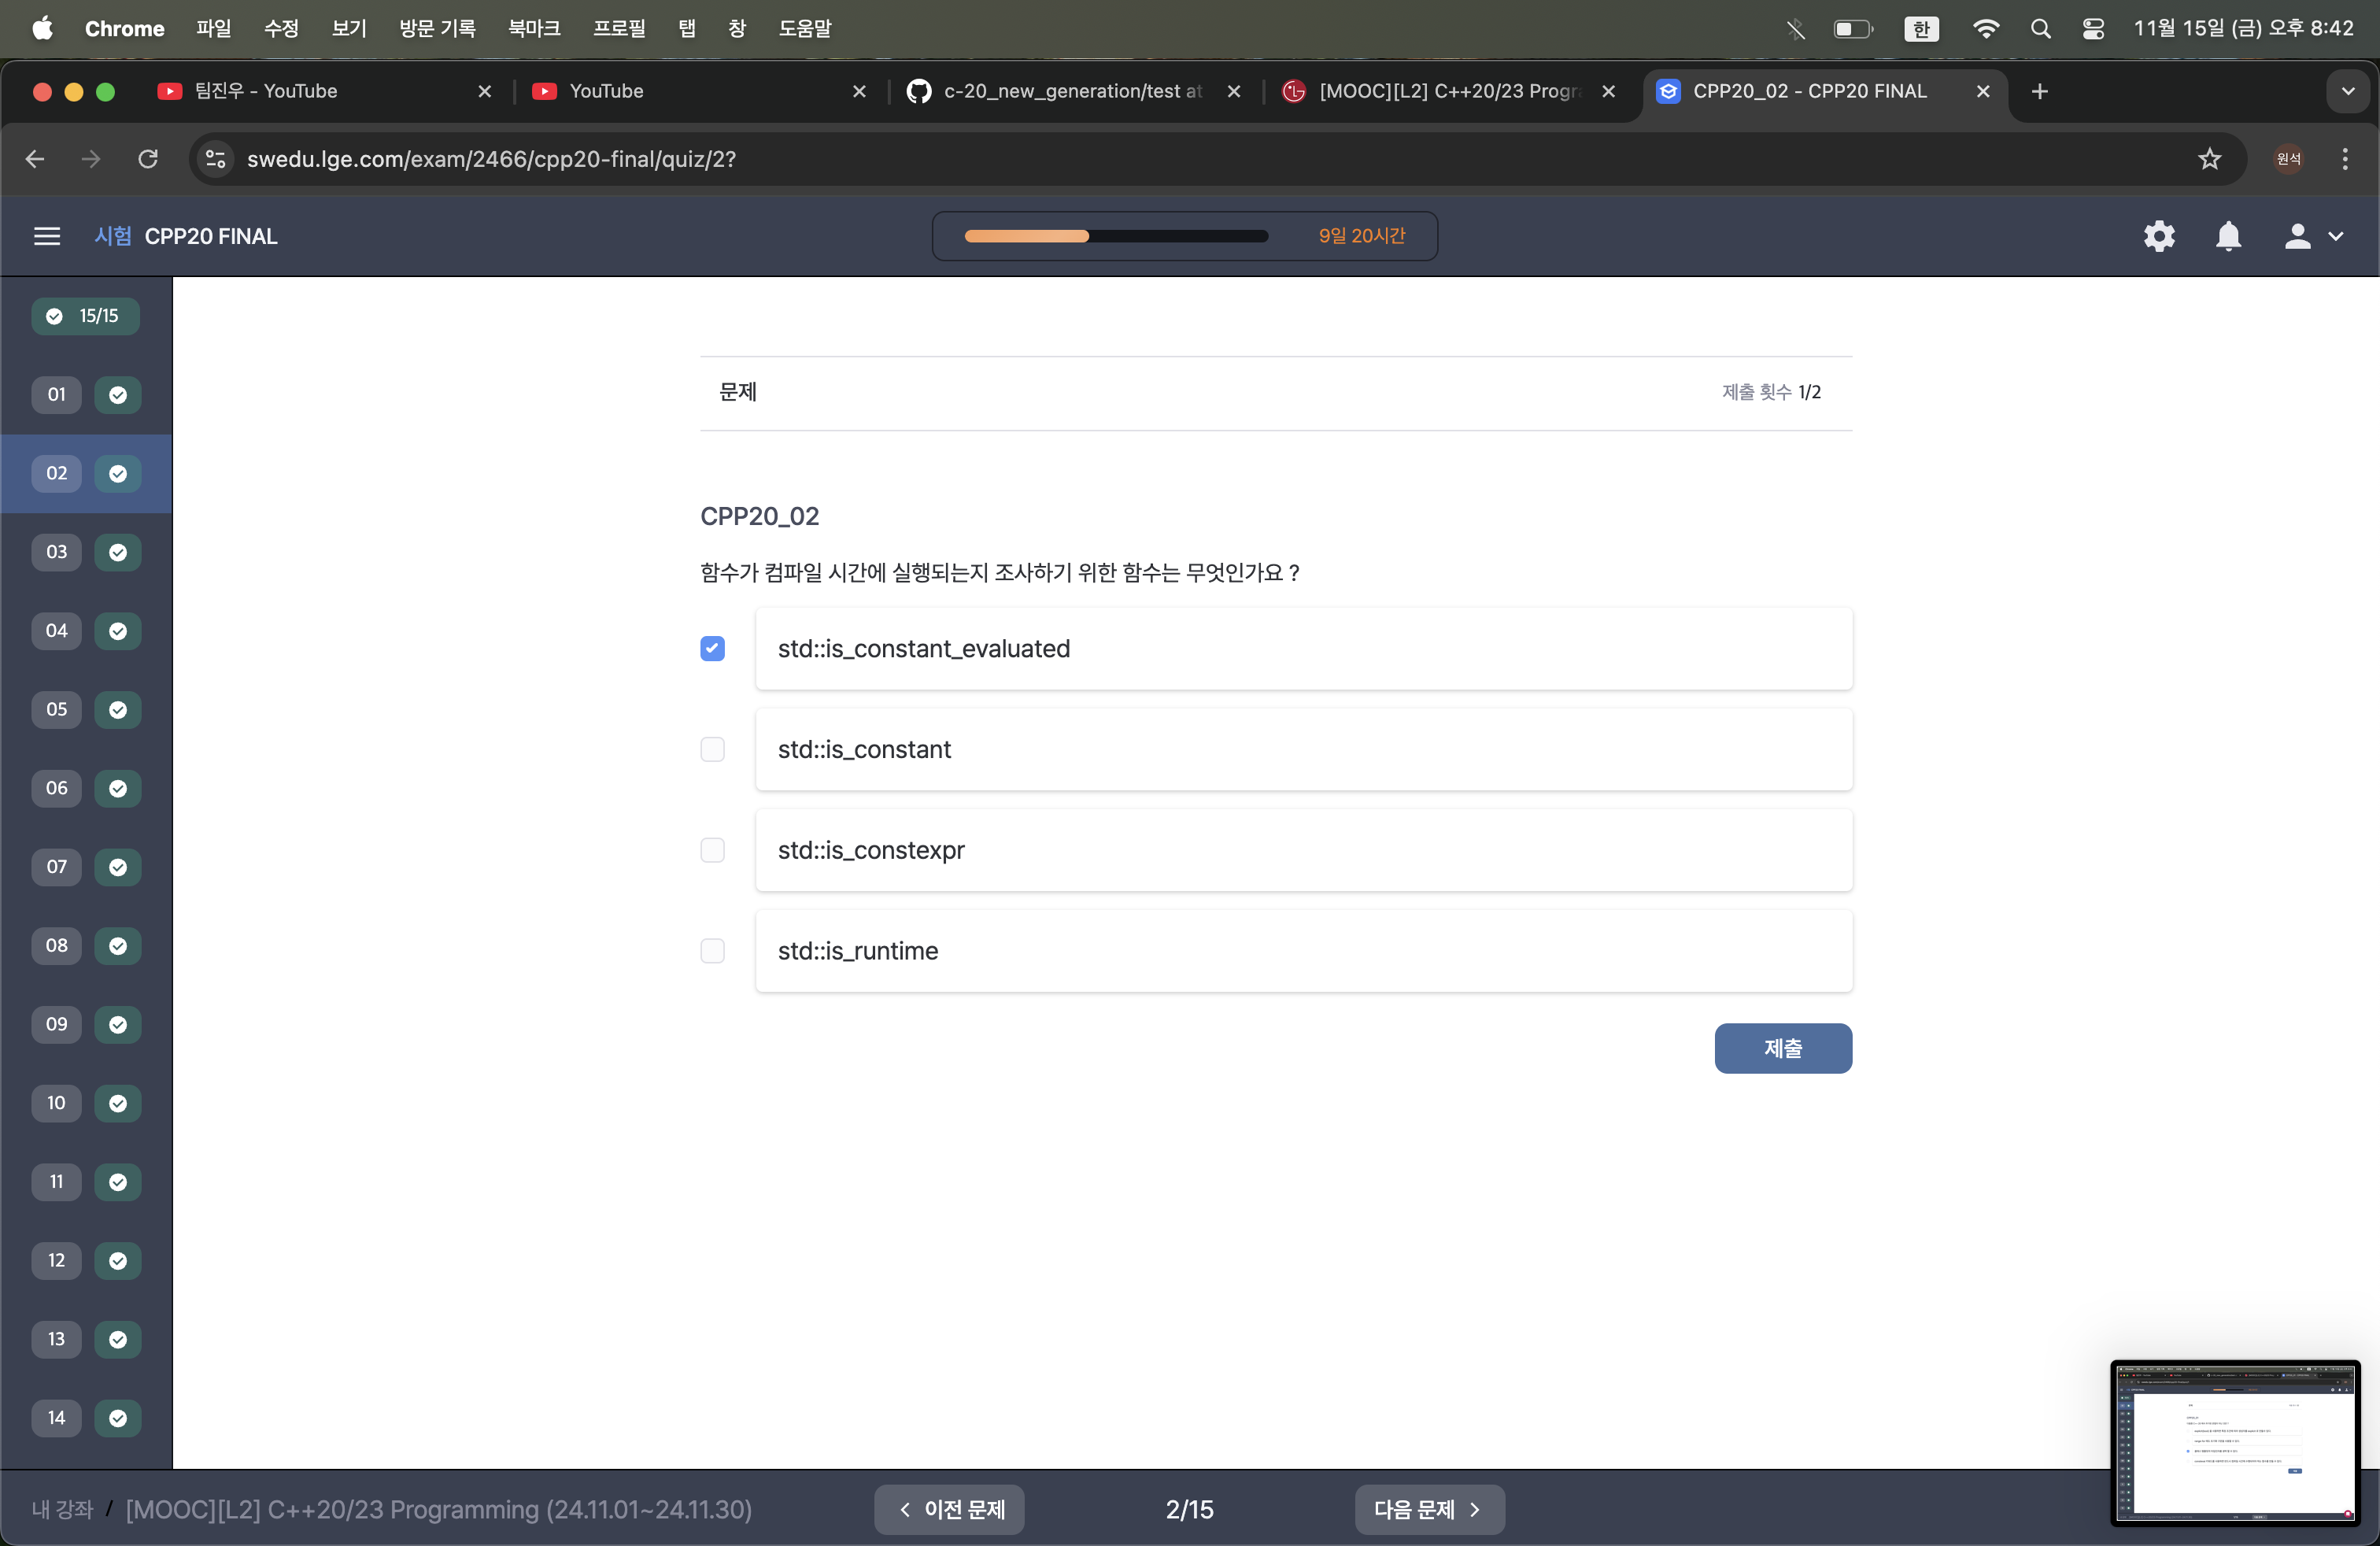 Chrome 파일 수정 보기 방문 기록 북마크 프로필 탭 창 도움말 한 11월 15일 (금) 오후 8:42
팀진우 - YouTube YouTube c-20_new_generation/test at [MOOC][L2] C++20/23 Progr CPP20_02 - CPP20 FINAL
swedu.lge.com/exam/2466/cpp20-final/quiz/2? 원석
시험 CPP20 FINAL 9일 20시간
15/15
01
02
03
04
05
06
07
08
09
10
11
12
13
14
문제 제출 횟수 1/2
CPP20_02
함수가 컴파일 시간에 실행되는지 조사하기 위한 함수는 무엇인가요 ?
std::is_constant_evaluated
std::is_constant
std::is_constexpr
std::is_runtime
제출
내 강좌 / [MOOC][L2] C++20/23 Programming (24.11.01~24.11.30) 이전 문제 2/15 다음 문제